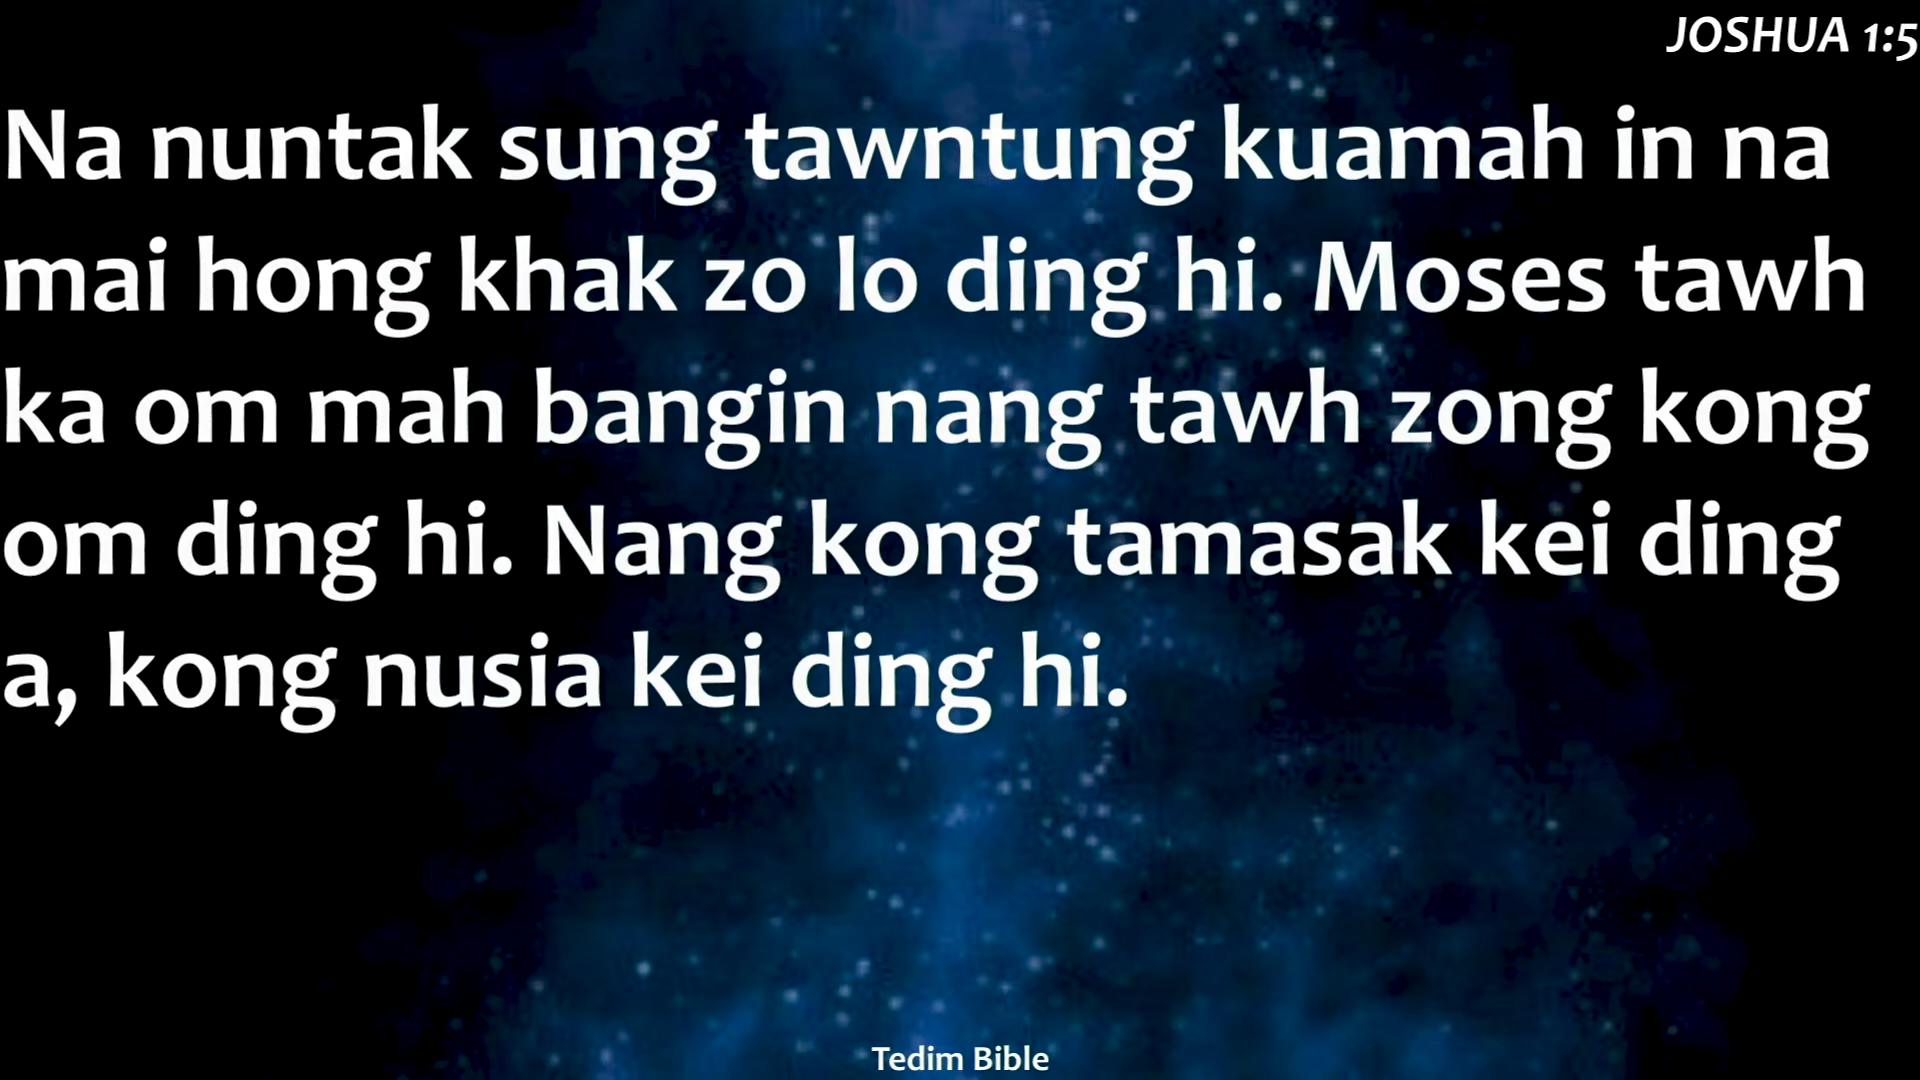 JOSHUA 1:5
Na nuntak sung tawntung kuamah in na
mai hong khak zo lo ding hi. Moses tawh
ka om mah bangin nang tawh zong kong
om ding hi. Nang kong tamasak kei ding
a, kong nusia kei ding hi.
Tedim Bible